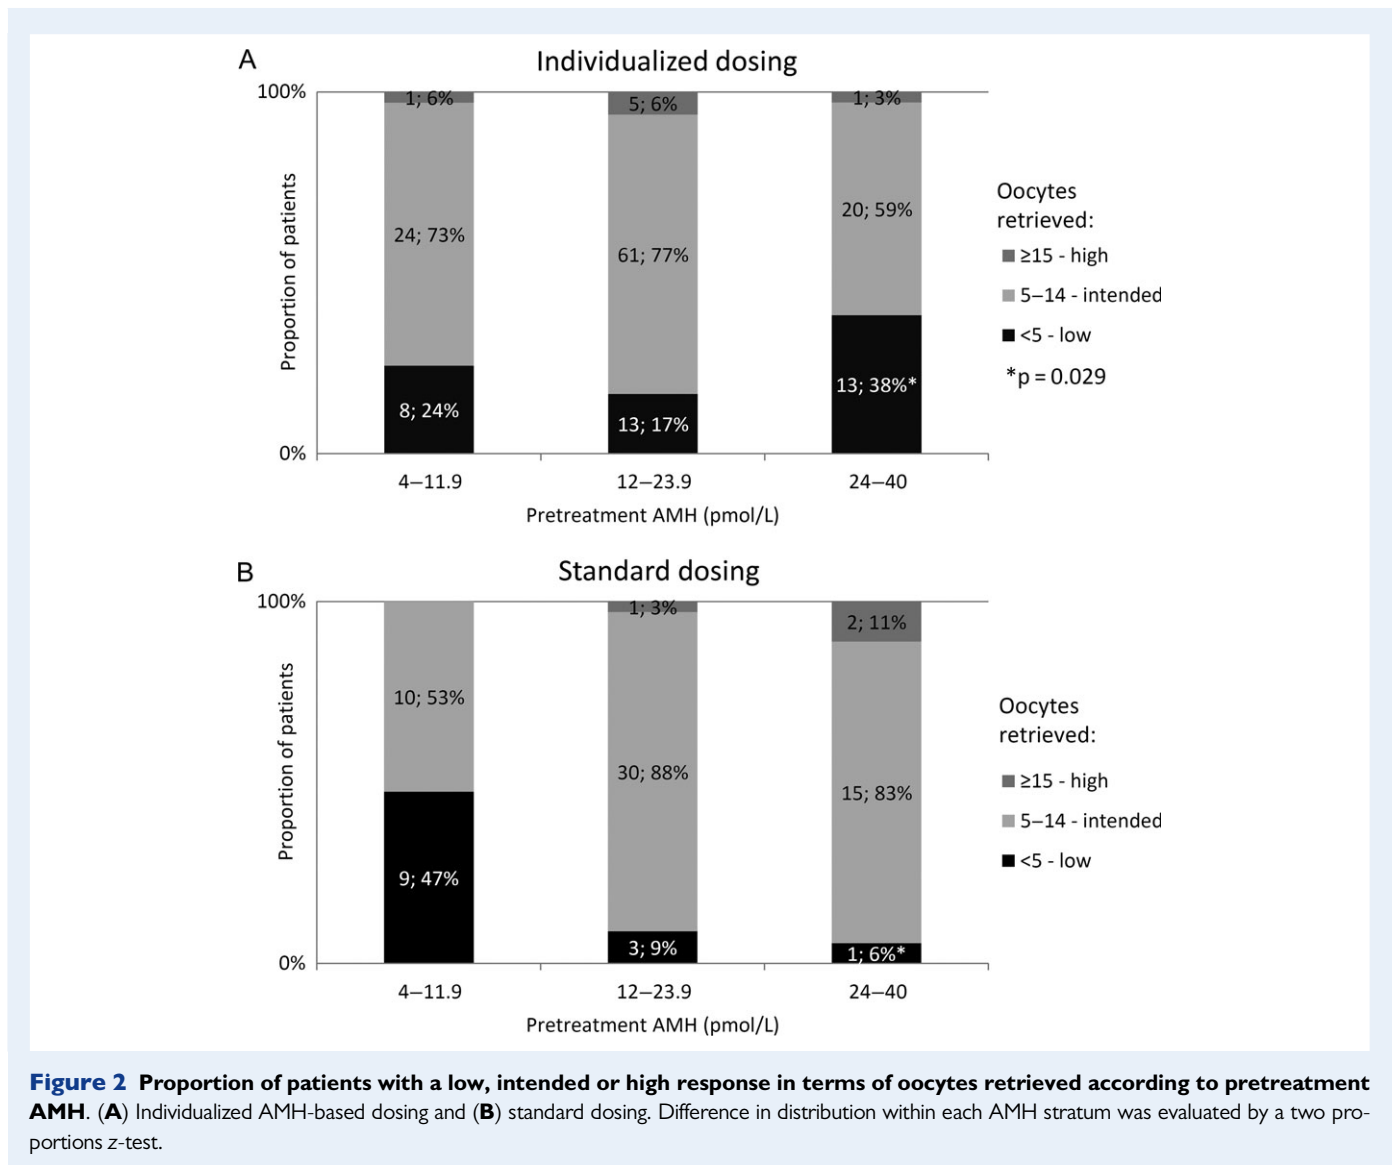 A
Individualized dosing
100%
1; 6%
5; 6%
1; 3%
24; 73%
61; 77%
20; 59%
8; 24%
13; 17%
13; 38%*
0%
Proportion of patients
4–11.9
12–23.9
24–40
Pretreatment AMH (pmol/L)
Oocytes
retrieved:
≥15 - high
5–14 - intended
<5 - low
*p = 0.029
B
Standard dosing
100%
1; 3%
2; 11%
10; 53%
30; 88%
15; 83%
9; 47%
3; 9%
1; 6%*
0%
Proportion of patients
4–11.9
12–23.9
24–40
Pretreatment AMH (pmol/L)
Oocytes
retrieved:
≥15 - high
5–14 - intended
<5 - low
Figure 2 Proportion of patients with a low, intended or high response in terms of oocytes retrieved according to pretreatment
AMH. (A) Individualized AMH-based dosing and (B) standard dosing. Difference in distribution within each AMH stratum was evaluated by a two pro-
portions z-test.